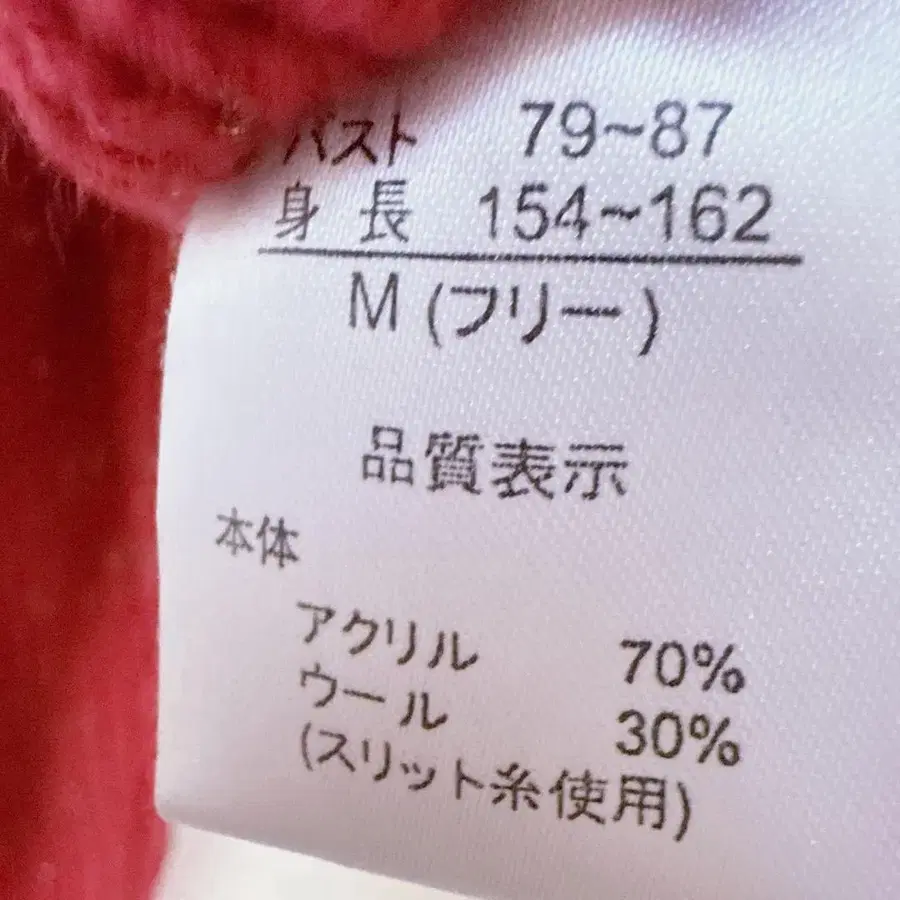 バスト 79~87
身長 154~162
M (フリー)
品質表示
本体
アクリル 70%
ウール 30%
(スリット糸使用)